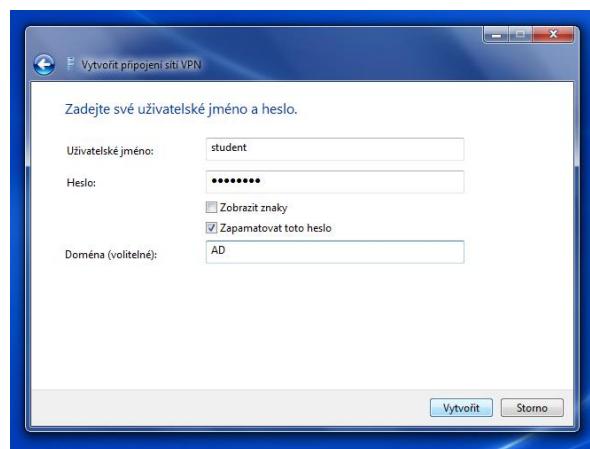 Vytvořit připojení sítí VPN
Zadejte své uživatelské jméno a heslo.
Uživatelské jméno: student
Heslo: ••••••••
Zobrazit znaky
Zapamatovat toto heslo
Doména (volitelné): AD
Vytvořit Storno